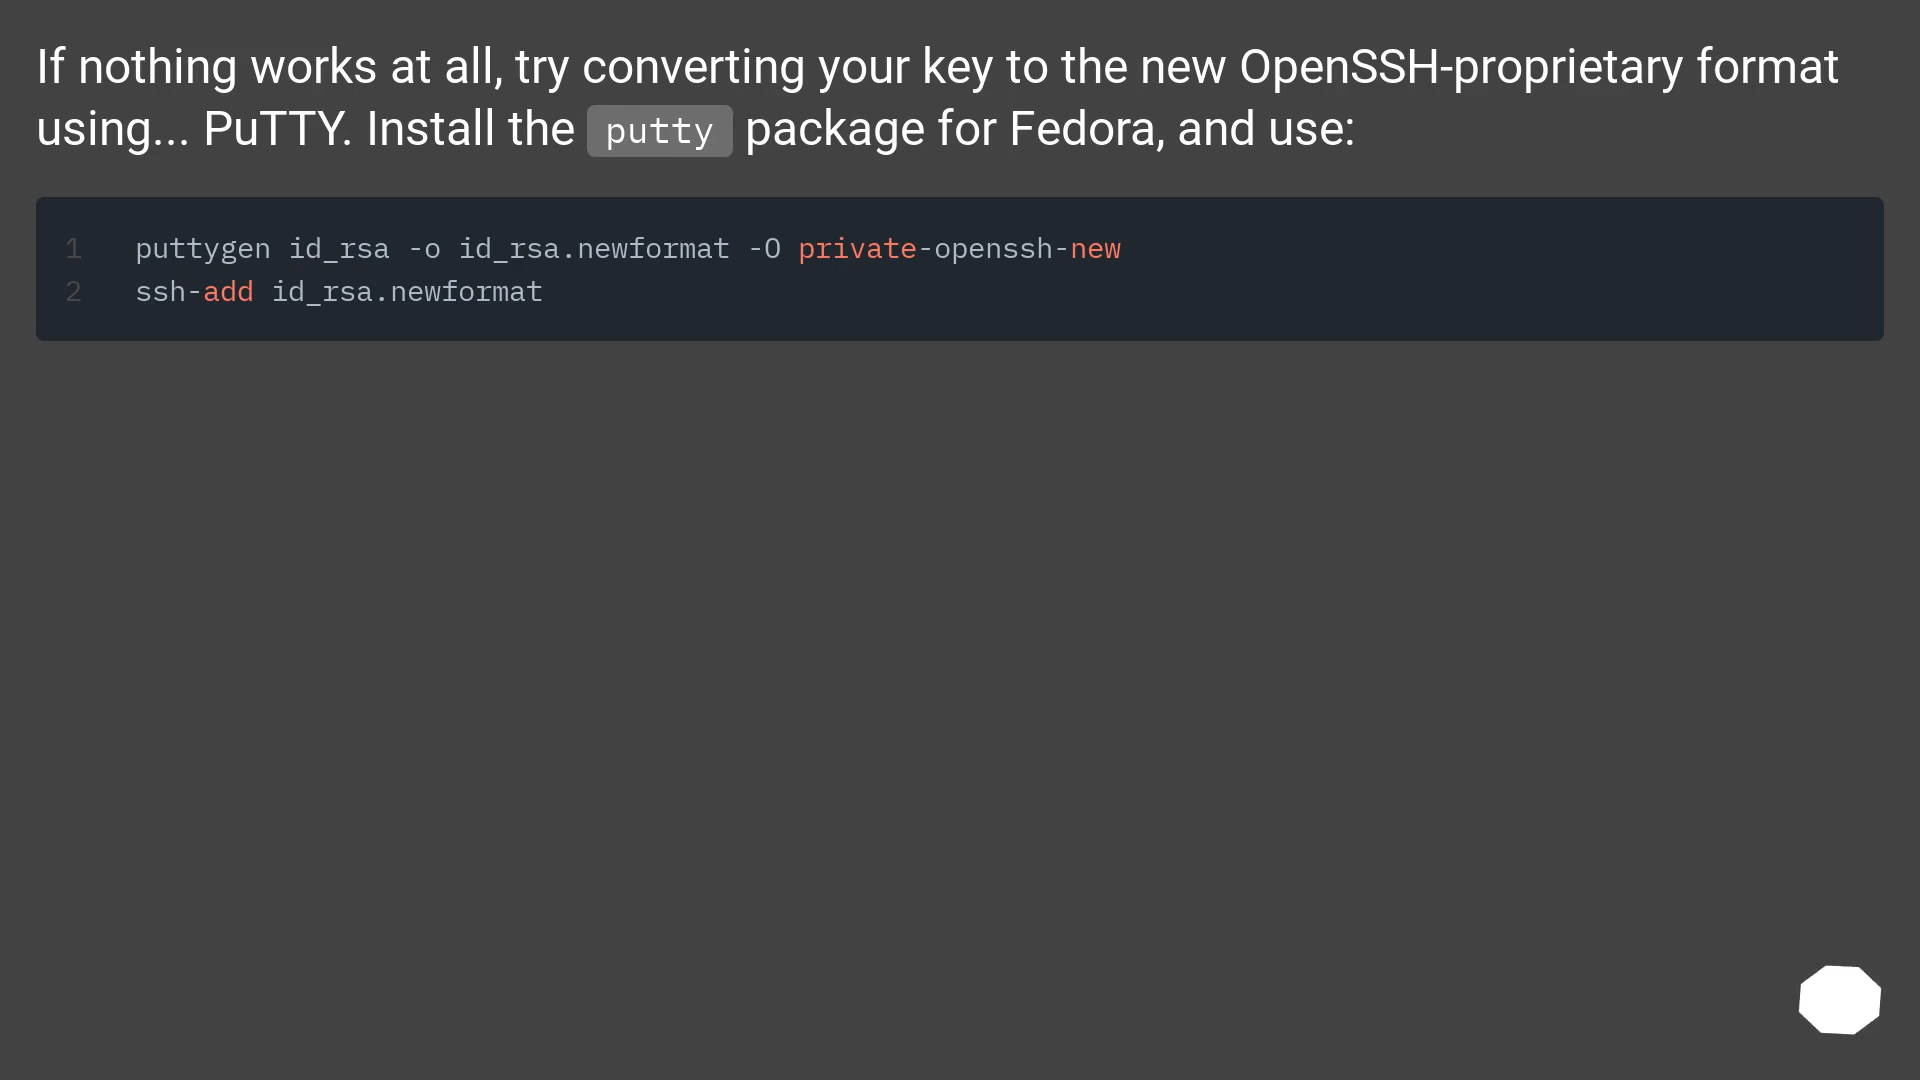 If nothing works at all, try converting your key to the new OpenSSH-proprietary format
using... PuTTY. Install the putty package for Fedora, and use:
1 puttygen id_rsa -o id_rsa.newformat -O private-openssh-new
2 ssh-add id_rsa.newformat